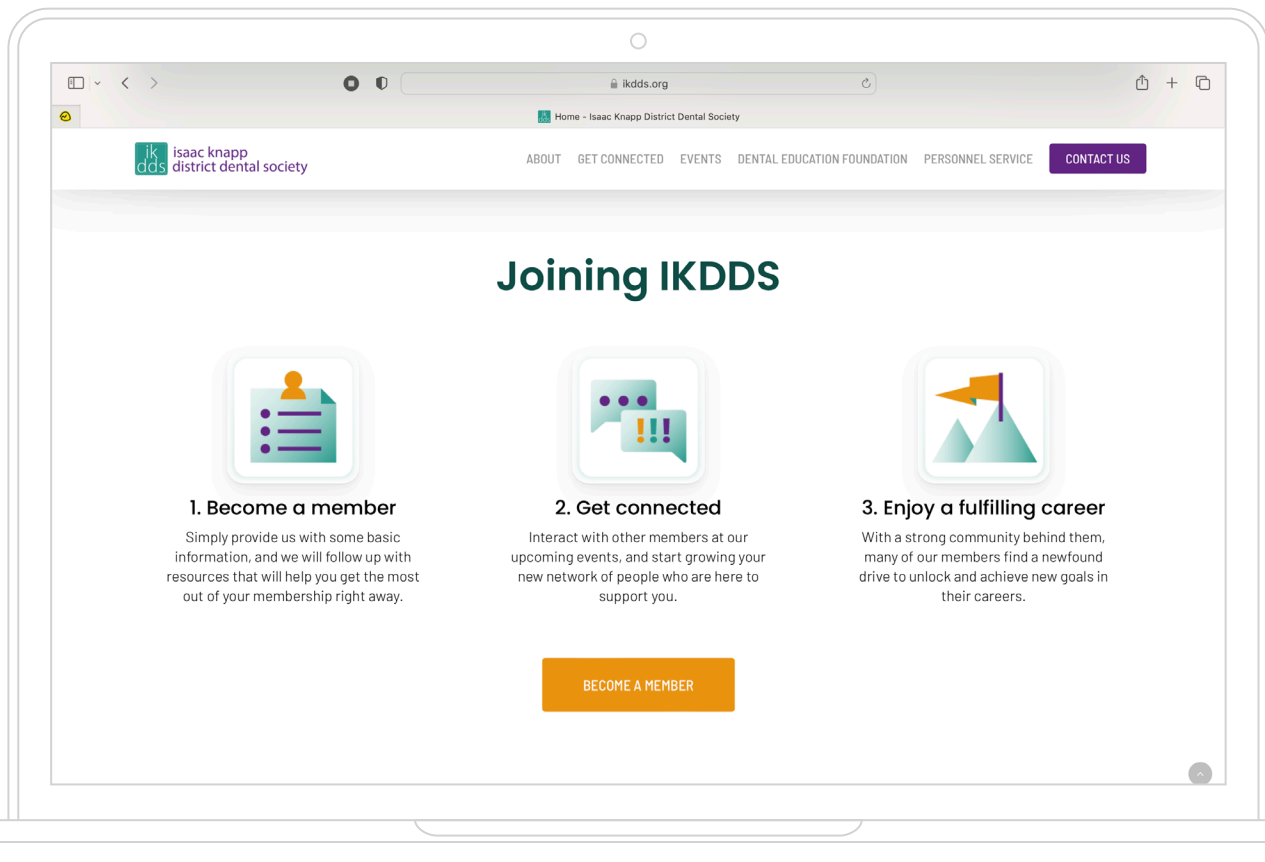 ikdds.org
Home - Isaac Knapp District Dental Society
ik
dds
isaac knapp
district dental society
ABOUT GET CONNECTED EVENTS DENTAL EDUCATION FOUNDATION PERSONNEL SERVICE CONTACT US
Joining IKDDS
!!!
1. Become a member
Simply provide us with some basic
information, and we will follow up with
resources that will help you get the most
out of your membership right away.
2. Get connected
Interact with other members at our
upcoming events, and start growing your
new network of people who are here to
support you.
3. Enjoy a fulfilling career
With a strong community behind them,
many of our members find a newfound
drive to unlock and achieve new goals in
their careers.
BECOME A MEMBER